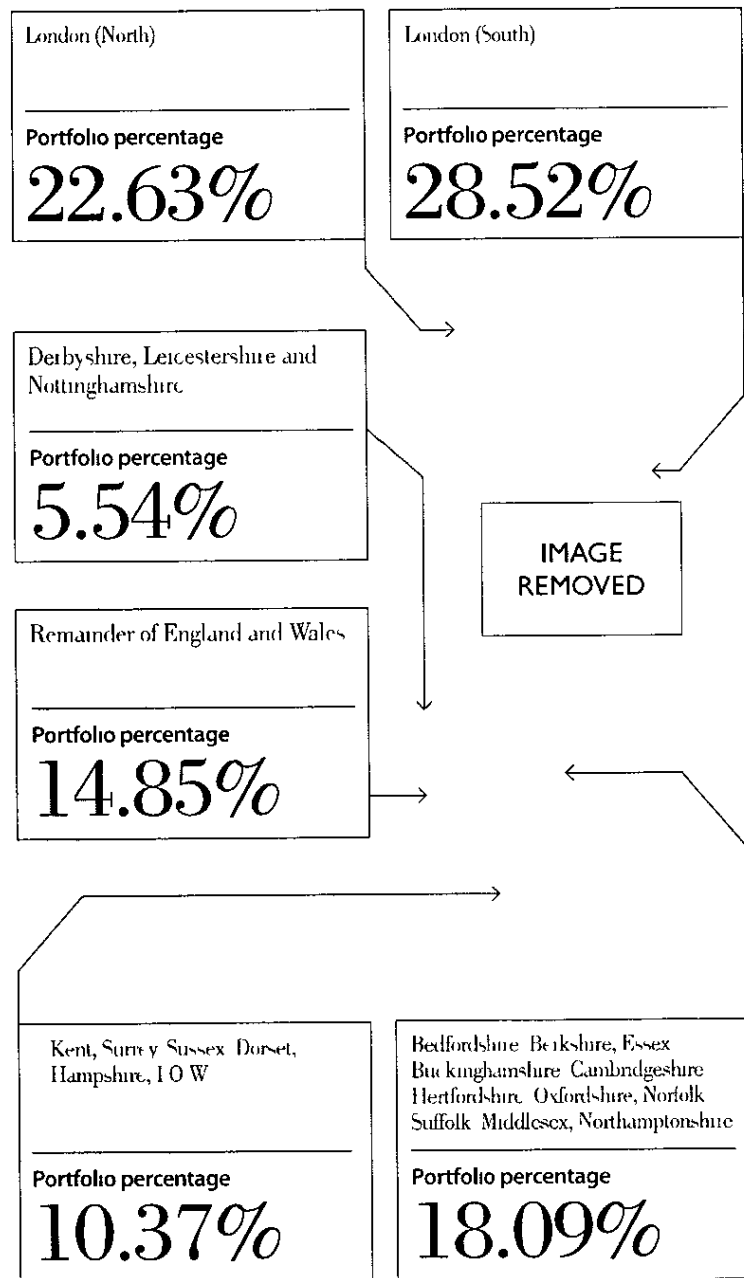 London (North)
Portfolio percentage
22.63%
London (South)
Portfolio percentage
28.52%
Derbyshire, Leicestershire and
Nottinghamshire
Portfolio percentage
5.54%
IMAGE
REMOVED
Remainder of England and Wales
Portfolio percentage
14.85%
Kent, Surrey Sussex Dorset,
Hampshire, I O W
Portfolio percentage
10.37%
Bedfordshire Berkshire, Essex
Buckinghamshire Cambridgeshire
Hertfordshire Oxfordshire, Norfolk
Suffolk Middlesex, Northamptonshire
Portfolio percentage
18.09%